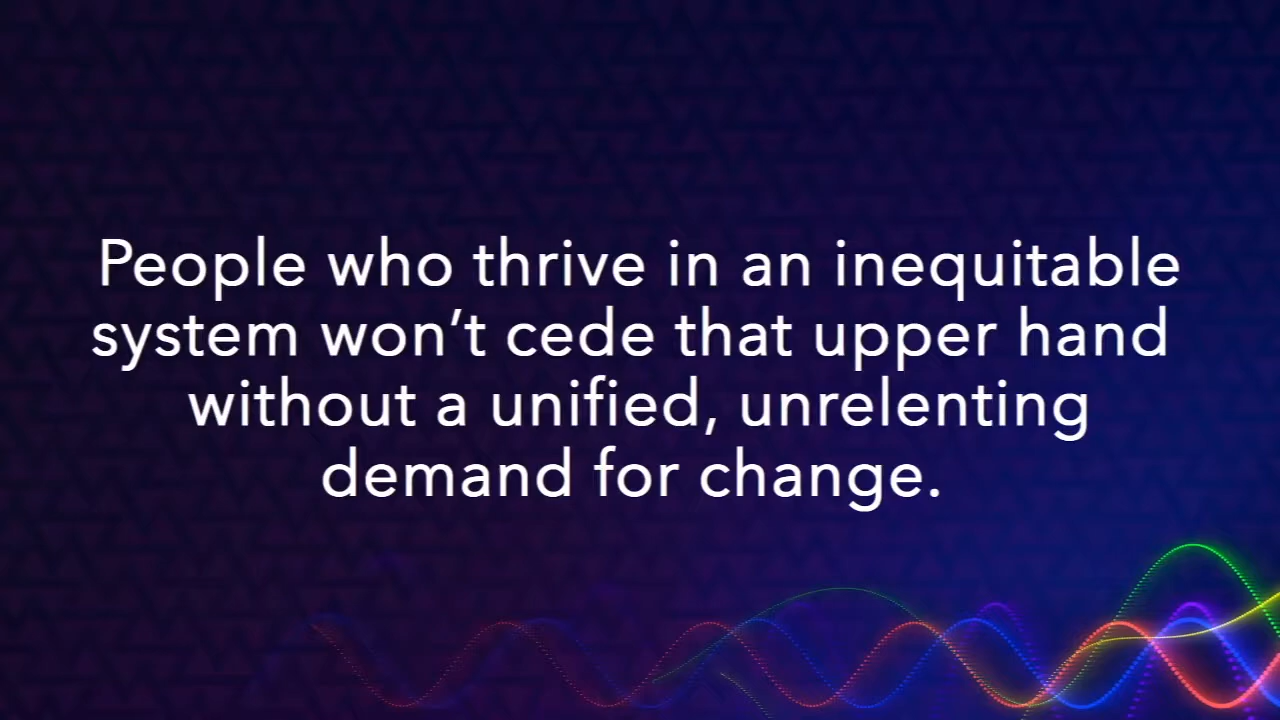 People who thrive in an inequitable
system won’t cede that upper hand
without a unified, unrelenting
demand for change.